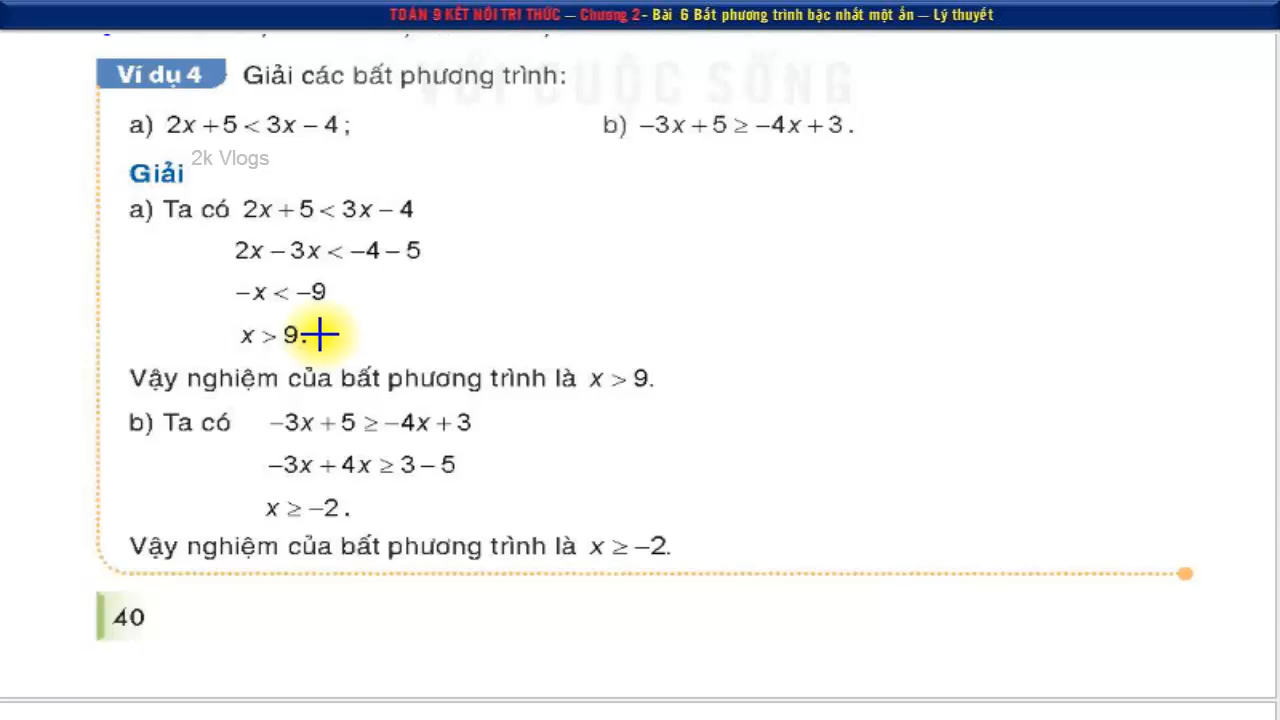 TOÁN 9 KẾT NỐI TRI THỨC – Chương 2- Bài 6 Bất phương trình bậc nhất một ẩn – Lý thuyết
VỚI CUỘC SỐNG
Ví dụ 4 Giải các bất phương trình:
a) 2x + 5 < 3x − 4 ; b) −3x + 5 ≥ −4x + 3 .
2k Vlogs
Giải
a) Ta có 2x + 5 < 3x − 4
2x − 3x < −4 − 5
−x < −9
x > 9.
Vậy nghiệm của bất phương trình là x > 9.
b) Ta có −3x + 5 ≥ −4x + 3
−3x + 4x ≥ 3 − 5
x ≥ −2 .
Vậy nghiệm của bất phương trình là x ≥ −2.
40